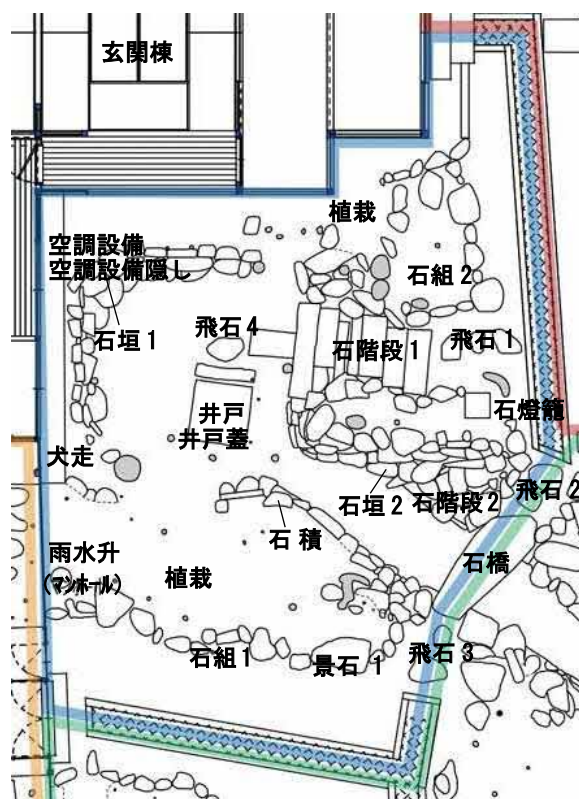 玄関棟
植栽
空調設備
空調設備隠し
石組 2
石垣 1
飛石 4
石階段 1
飛石 1
石燈籠
井戸
井戸蓋
犬走
石垣 2
石階段 2
飛石 2
石 積
雨水升
(マンホール)
植栽
石橋
石組 1
景石 1
飛石 3